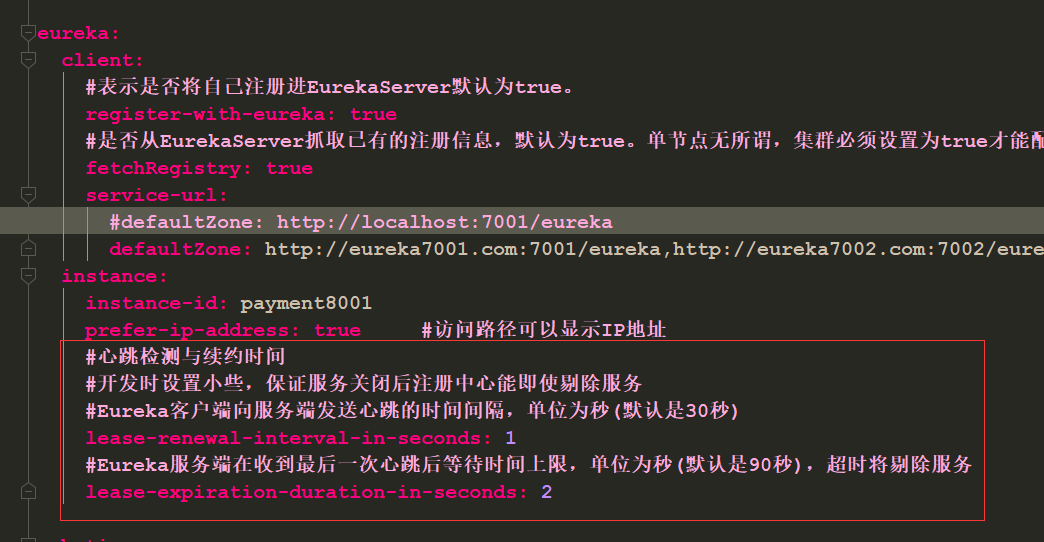 eureka:
client:
#表示是否将自己注册进EurekaServer默认为true。
register-with-eureka: true
#是否从EurekaServer抓取已有的注册信息，默认为true。单节点无所谓，集群必须设置为true才能配
fetchRegistry: true
service-url:
#defaultZone: http://localhost:7001/eureka
defaultZone: http://eureka7001.com:7001/eureka,http://eureka7002.com:7002/eure
instance:
instance-id: payment8001
prefer-ip-address: true #访问路径可以显示IP地址
#心跳检测与续约时间
#开发时设置小些，保证服务关闭后注册中心能即使剔除服务
#Eureka客户端向服务端发送心跳的时间间隔，单位为秒(默认是30秒)
lease-renewal-interval-in-seconds: 1
#Eureka服务端在收到最后一次心跳后等待时间上限，单位为秒(默认是90秒)，超时将剔除服务
lease-expiration-duration-in-seconds: 2